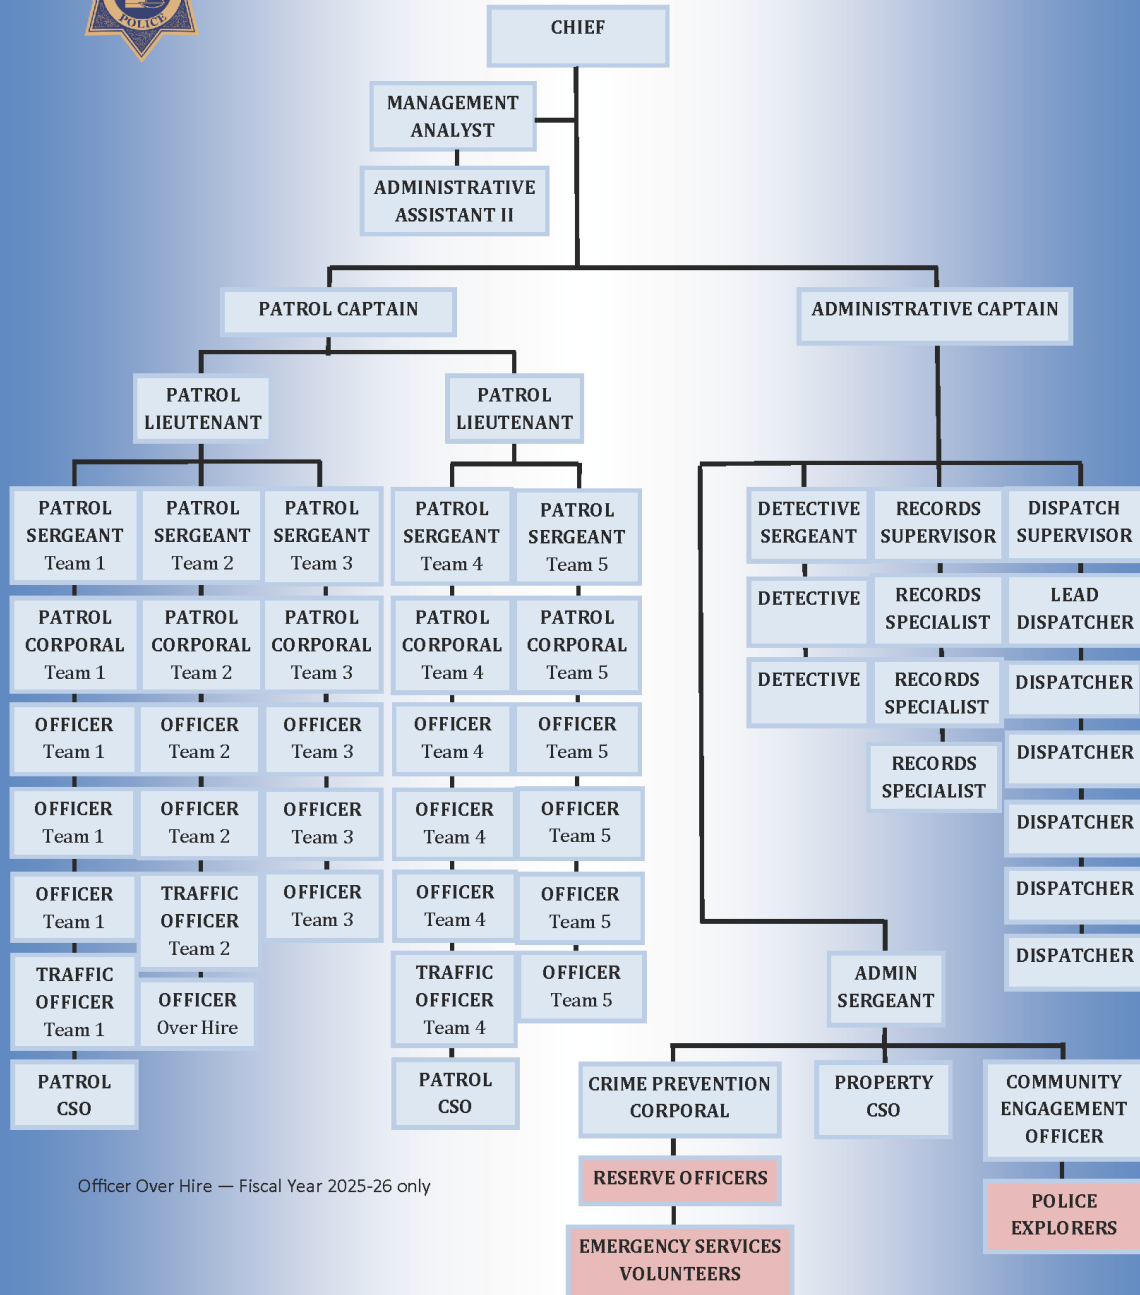 POLICE
CHIEF
MANAGEMENT
ANALYST
ADMINISTRATIVE
ASSISTANT II
PATROL CAPTAIN
ADMINISTRATIVE CAPTAIN
PATROL
LIEUTENANT
PATROL
LIEUTENANT
PATROL
SERGEANT
Team 1
PATROL
CORPORAL
Team 1
OFFICER
Team 1
OFFICER
Team 1
OFFICER
Team 1
TRAFFIC
OFFICER
Team 1
PATROL
CSO
PATROL
SERGEANT
Team 2
PATROL
CORPORAL
Team 2
OFFICER
Team 2
OFFICER
Team 2
TRAFFIC
OFFICER
Team 2
OFFICER
Over Hire
PATROL
SERGEANT
Team 3
PATROL
CORPORAL
Team 3
OFFICER
Team 3
OFFICER
Team 3
OFFICER
Team 3
PATROL
SERGEANT
Team 4
PATROL
CORPORAL
Team 4
OFFICER
Team 4
OFFICER
Team 4
OFFICER
Team 4
TRAFFIC
OFFICER
Team 4
PATROL
CSO
PATROL
SERGEANT
Team 5
PATROL
CORPORAL
Team 5
OFFICER
Team 5
OFFICER
Team 5
OFFICER
Team 5
OFFICER
Team 5
DETECTIVE
SERGEANT
DETECTIVE
DETECTIVE
RECORDS
SUPERVISOR
RECORDS
SPECIALIST
RECORDS
SPECIALIST
RECORDS
SPECIALIST
DISPATCH
SUPERVISOR
LEAD
DISPATCHER
DISPATCHER
DISPATCHER
DISPATCHER
DISPATCHER
DISPATCHER
ADMIN
SERGEANT
CRIME PREVENTION
CORPORAL
RESERVE OFFICERS
EMERGENCY SERVICES
VOLUNTEERS
PROPERTY
CSO
COMMUNITY
ENGAGEMENT
OFFICER
POLICE
EXPLORERS
Officer Over Hire — Fiscal Year 2025-26 only